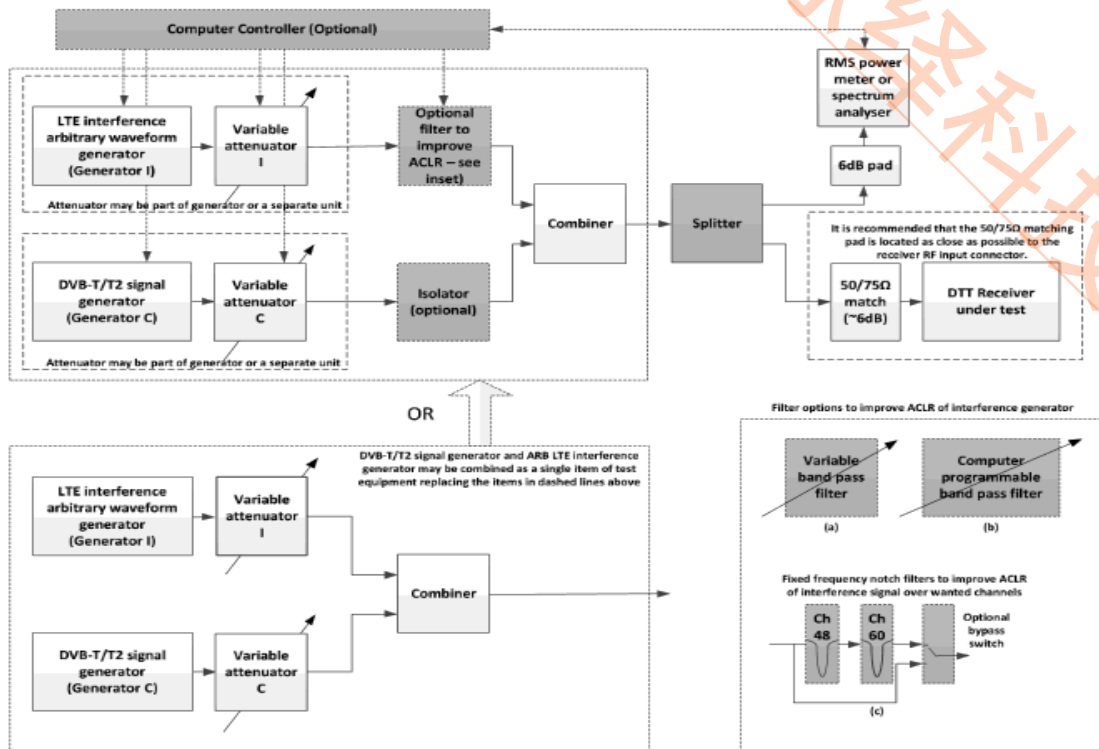 Computer Controller (Optional)
RMS power
meter or
spectrum
analyser
6dB pad
LTE interference
arbitrary waveform
generator
(Generator I)
Variable
attenuator
I
Optional
filter to
improve
ACLR – see
inset)
Attenuator may be part of generator or a separate unit
Combiner
Splitter
It is recommended that the 50/75Ω matching
pad is located as close as possible to the
receiver RF input connector.
50/75Ω
match
(~6dB)
DTT Receiver
under test
DVB-T/T2 signal
generator
(Generator C)
Variable
attenuator
C
Isolator
(optional)
Attenuator may be part of generator or a separate unit
OR
DVB-T/T2 signal generator and ARB LTE interference
generator may be combined as a single item of test
equipment replacing the items in dashed lines above
LTE interference
arbitrary waveform
generator
(Generator I)
Variable
attenuator
I
Combiner
DVB-T/T2 signal
generator
(Generator C)
Variable
attenuator
C
Filter options to improve ACLR of interference generator
Variable
band pass
filter
(a)
Computer
programmable
band pass filter
(b)
Fixed frequency notch filters to improve ACLR
of interference signal over wanted channels
Ch
48
Ch
60
Optional
bypass
switch
(c)
科技